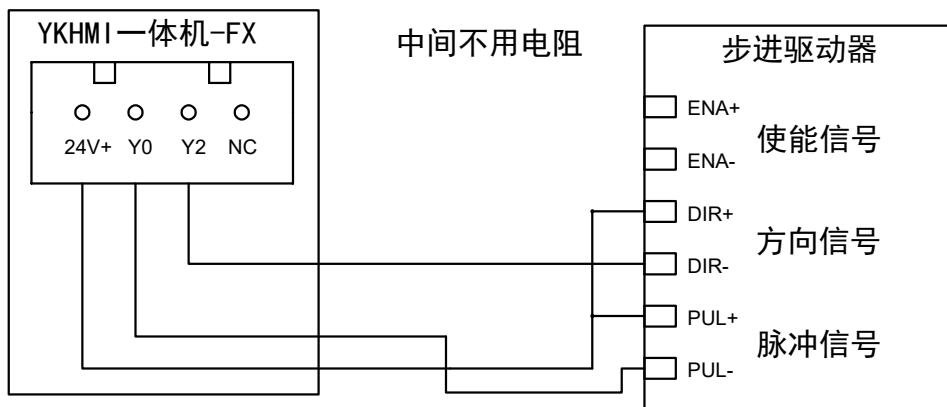 YKHMI一体机-FX
中间不用电阻
步进驱动器
24V+ Y0 Y2 NC
ENA+
使能信号
ENA-
DIR+
方向信号
DIR-
PUL+
脉冲信号
PUL-